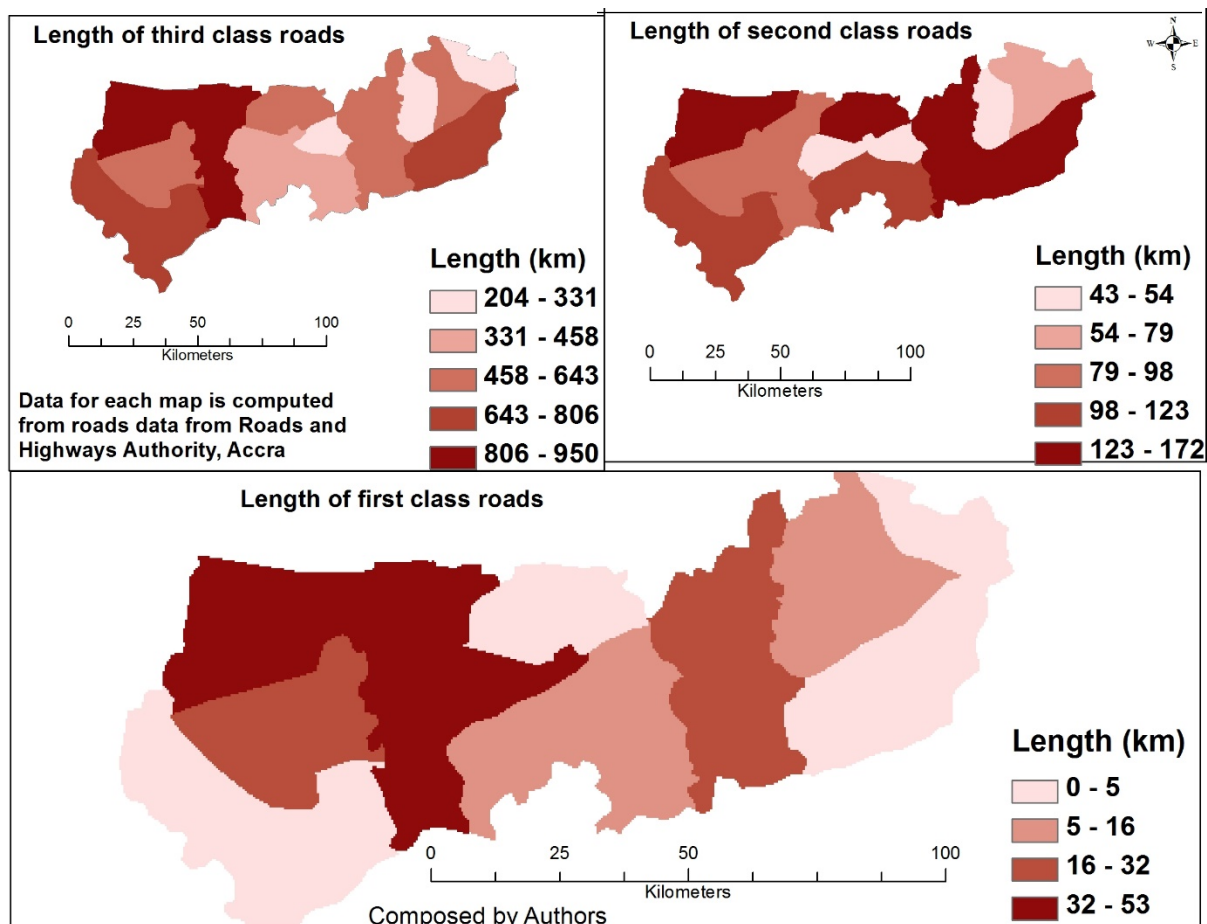 Length of third class roads
Length (km)
204 - 331
331 - 458
458 - 643
643 - 806
806 - 950
0 25 50 100
Kilometers
Data for each map is computed
from roads data from Roads and
Highways Authority, Accra
Length of second class roads
N
W E
S
Length (km)
43 - 54
54 - 79
79 - 98
98 - 123
123 - 172
0 25 50 100
Kilometers
Length of first class roads
Length (km)
0 - 5
5 - 16
16 - 32
32 - 53
0 25 50 100
Kilometers
Composed by Authors